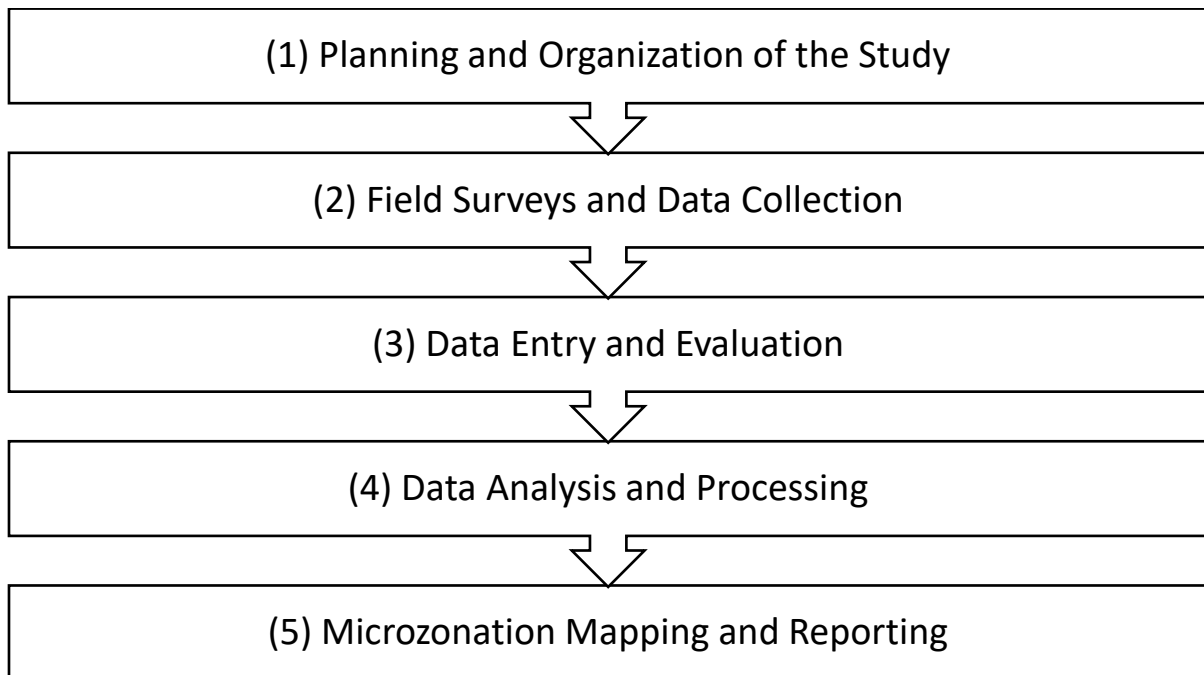 (1) Planning and Organization of the Study
(2) Field Surveys and Data Collection
(3) Data Entry and Evaluation
(4) Data Analysis and Processing
(5) Microzonation Mapping and Reporting